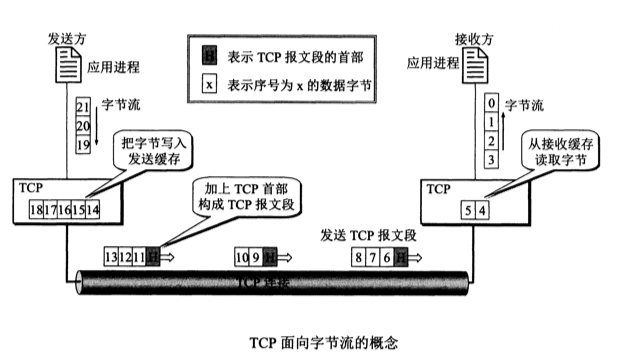 发送方
接收方
H 表示 TCP 报文段的首部
x 表示序号为 x 的数据字节
应用进程
应用进程
21
20
19
字节流
0
1
2
3
字节流
把字节写入
发送缓存
从接收缓存
读取字节
TCP
18 17 16 15 14
TCP
5 4
加上 TCP 首部
构成 TCP 报文段
发送 TCP 报文段
13 12 11 H
10 9 H
8 7 6 H
TCP 连接
TCP 面向字节流的概念